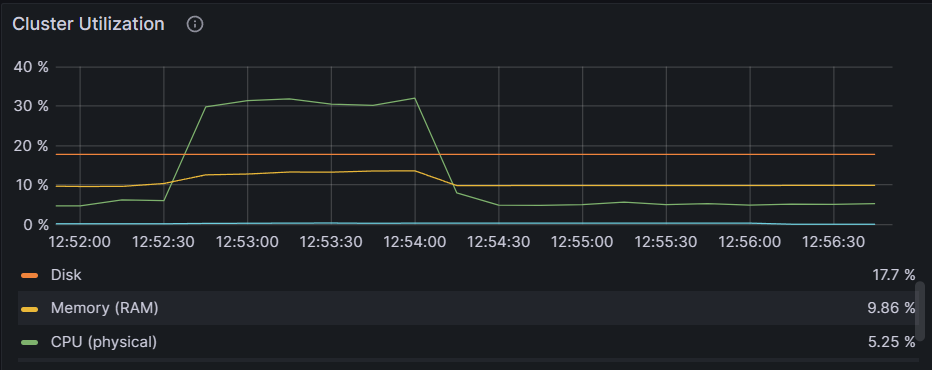 Cluster Utilization
40 %
30 %
20 %
10 %
0 %
12:52:00 12:52:30 12:53:00 12:53:30 12:54:00 12:54:30 12:55:00 12:55:30 12:56:00 12:56:30
Disk 17.7 %
Memory (RAM) 9.86 %
CPU (physical) 5.25 %